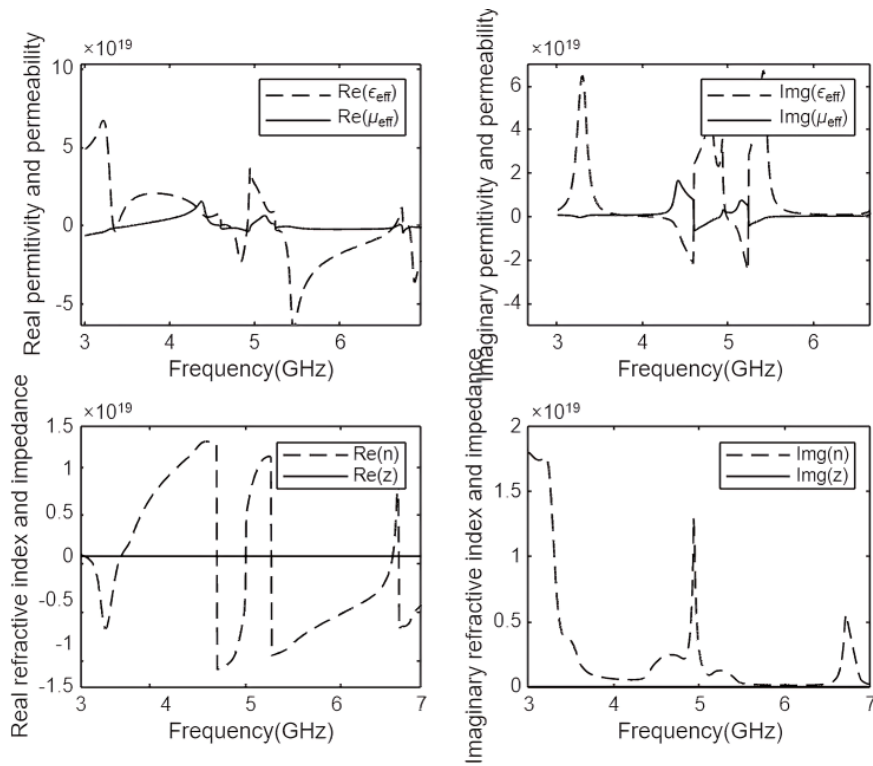 Real permitivity and permeability
×10¹⁹
10
5
0
-5
Re(ϵeff)
Re(μeff)
3
4
5
6
Frequency(GHz)
Imaginary permitivity and permeability
×10¹⁹
6
4
2
0
-2
-4
Img(ϵeff)
Img(μeff)
3
4
5
6
Frequency(GHz)
Real refractive index and impedance
×10¹⁹
1.5
1
0.5
0
-0.5
-1
-1.5
Re(n)
Re(z)
3
4
5
6
7
Frequency(GHz)
Imaginary refractive index and impedance
×10¹⁹
2
1.5
1
0.5
0
Img(n)
Img(z)
3
4
5
6
7
Frequency(GHz)